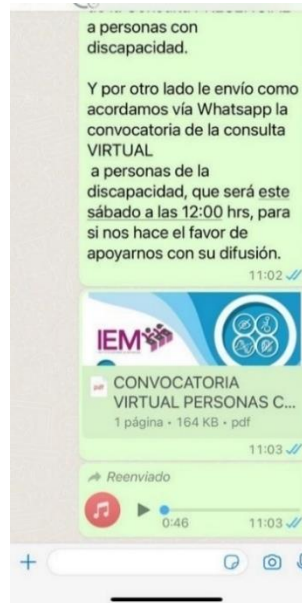 a personas con
discapacidad.
Y por otro lado le envío como
acordamos vía Whatsapp la
convocatoria de la consulta
VIRTUAL
a personas de la
discapacidad, que será este
sábado a las 12:00 hrs, para
si nos hace el favor de
apoyarnos con su difusión.
11:02
IEM
CONVOCATORIA
VIRTUAL PERSONAS C...
1 página • 164 KB • pdf
11:03
Reenviado
0:46
11:03